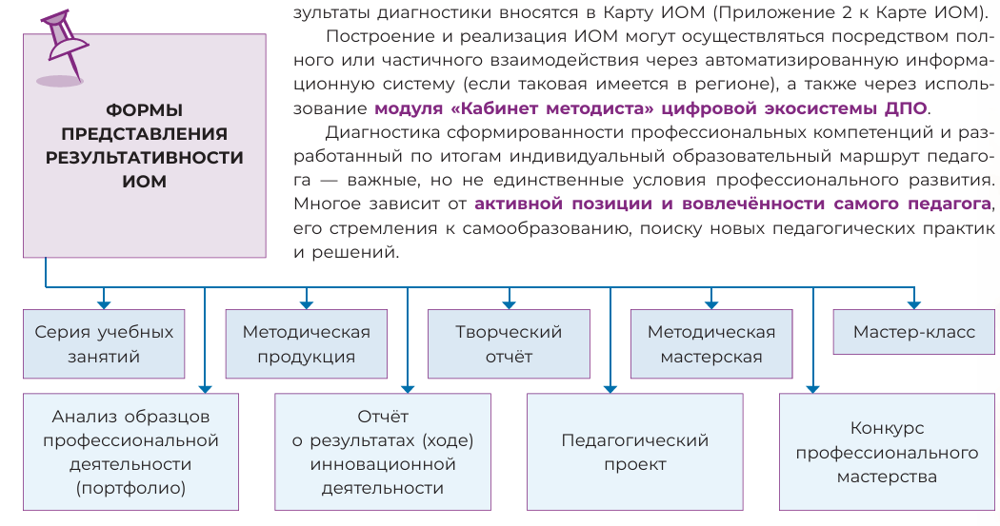 зультаты диагностики вносятся в Карту ИОМ (Приложение 2 к Карте ИОМ).
Построение и реализация ИОМ могут осуществляться посредством пол-
ного или частичного взаимодействия через автоматизированную информа-
ционную систему (если таковая имеется в регионе), а также через исполь-
зование модуля «Кабинет методиста» цифровой экосистемы ДПО.
Диагностика сформированности профессиональных компетенций и раз-
работанный по итогам индивидуальный образовательный маршрут педаго-
га — важные, но не единственные условия профессионального развития.
Многое зависит от активной позиции и вовлечённости самого педагога,
его стремления к самообразованию, поиску новых педагогических практик
и решений.
ФОРМЫ
ПРЕДСТАВЛЕНИЯ
РЕЗУЛЬТАТИВНОСТИ
ИОМ
Серия учебных
занятий
Методическая
продукция
Творческий
отчёт
Методическая
мастерская
Мастер-класс
Анализ образцов
профессиональной
деятельности
(портфолио)
Отчёт
о результатах (ходе)
инновационной
деятельности
Педагогический
проект
Конкурс
профессионального
мастерства